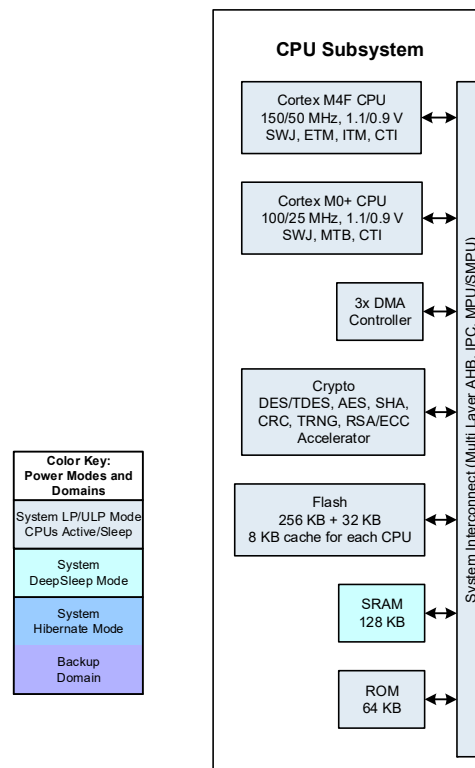 CPU Subsystem
Cortex M4F CPU
150/50 MHz, 1.1/0.9 V
SWJ, ETM, ITM, CTI
Cortex M0+ CPU
100/25 MHz, 1.1/0.9 V
SWJ, MTB, CTI
3x DMA
Controller
Crypto
DES/TDES, AES, SHA,
CRC, TRNG, RSA/ECC
Accelerator
Flash
256 KB + 32 KB
8 KB cache for each CPU
SRAM
128 KB
ROM
64 KB
System Interconnect (Multi Layer AHB, IPC, MPU/SMPU)
Color Key:
Power Modes and
Domains
System LP/ULP Mode
CPUs Active/Sleep
System
DeepSleep Mode
System
Hibernate Mode
Backup
Domain